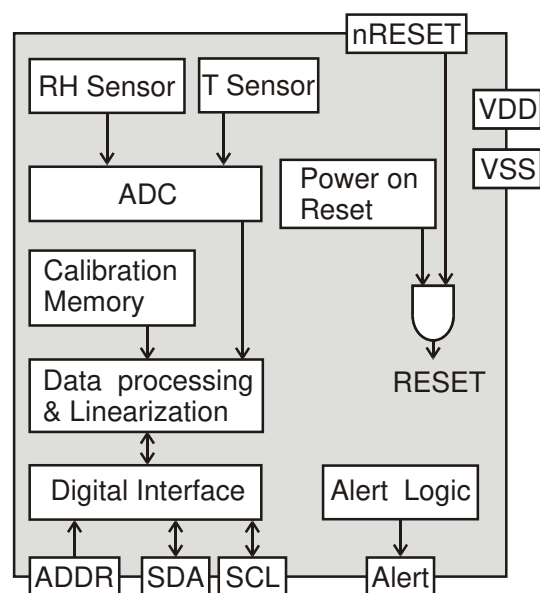 nRESET
RH Sensor
T Sensor
VDD
VSS
ADC
Power on
Reset
Calibration
Memory
Data processing
& Linearization
RESET
Digital Interface
Alert Logic
ADDR
SDA
SCL
Alert